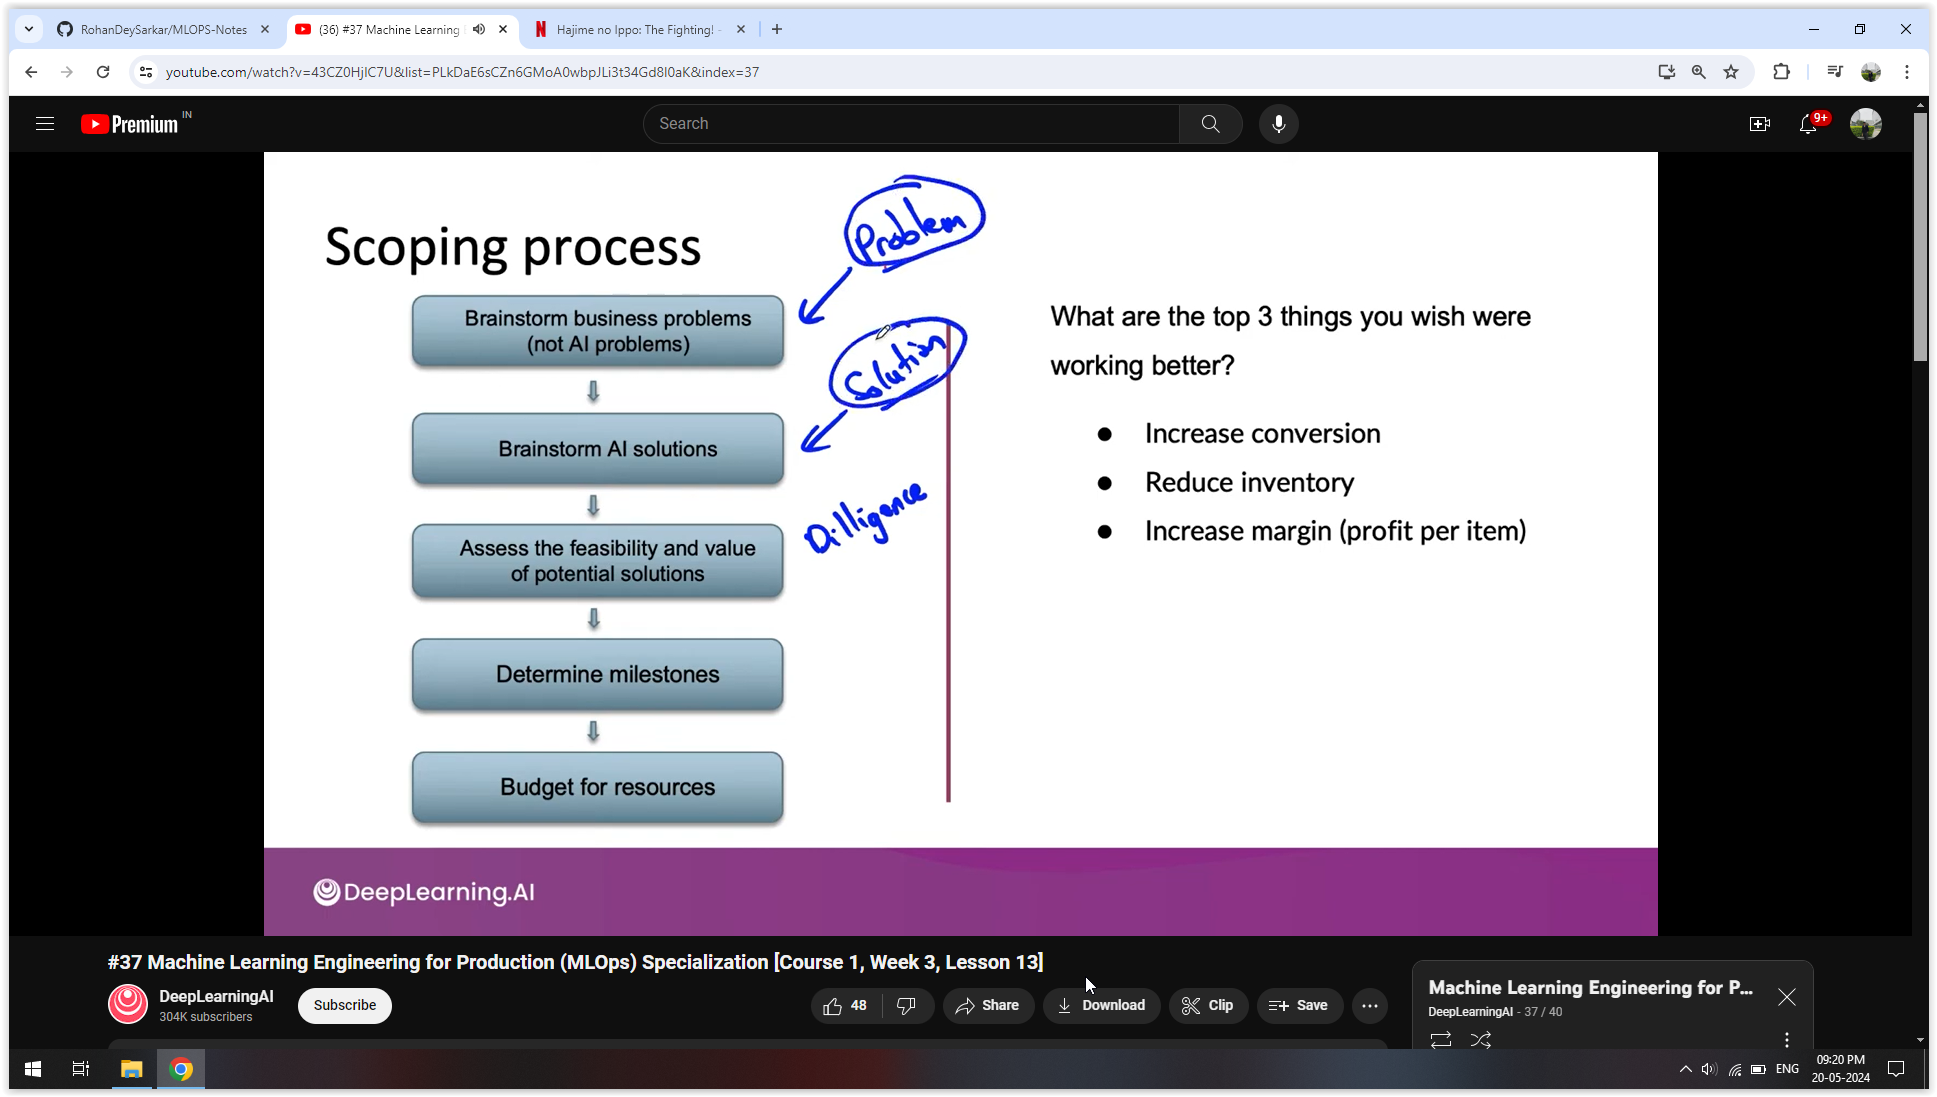 RohanDeySarkar/MLOPS-Notes
(36) #37 Machine Learning
Hajime no Ippo: The Fighting! -
youtube.com/watch?v=43CZ0HjIC7U&list=PLkDaE6sCZn6GMoA0wbpJLi3t34Gd8l0aK&index=37
Premium IN
Search
9+
Scoping process
Problem
Brainstorm business problems
(not AI problems)
Solution
Brainstorm AI solutions
Dilligence
Assess the feasibility and value
of potential solutions
Determine milestones
Budget for resources
What are the top 3 things you wish were
working better?
● Increase conversion
● Reduce inventory
● Increase margin (profit per item)
DeepLearning.AI
#37 Machine Learning Engineering for Production (MLOps) Specialization [Course 1, Week 3, Lesson 13]
DeepLearningAI
304K subscribers
Subscribe
48
Share
Download
Clip
Save
Machine Learning Engineering for P...
DeepLearningAI - 37 / 40
ENG
09:20 PM
20-05-2024